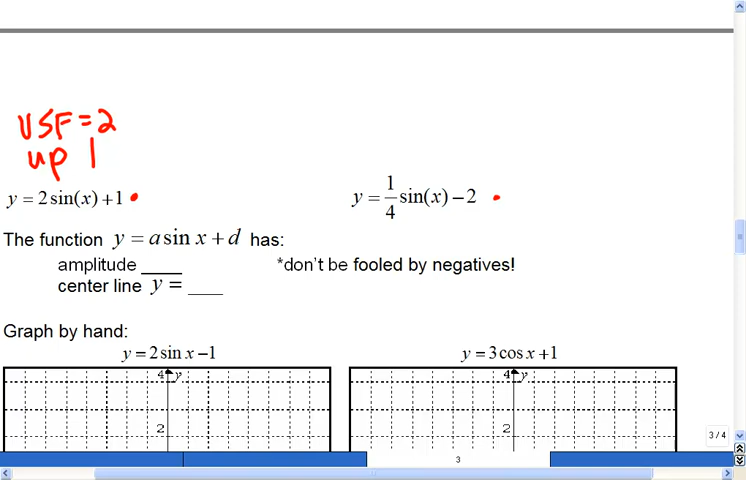 VSF = 2
up 1
y = 2 sin(x) + 1
y = 1/4 sin(x) − 2
The function y = a sin x + d has:
amplitude ____ *don't be fooled by negatives!
center line y = ____
Graph by hand:
y = 2 sin x − 1 y = 3 cos x + 1
4 y 4 y
2 2
3 / 4
3